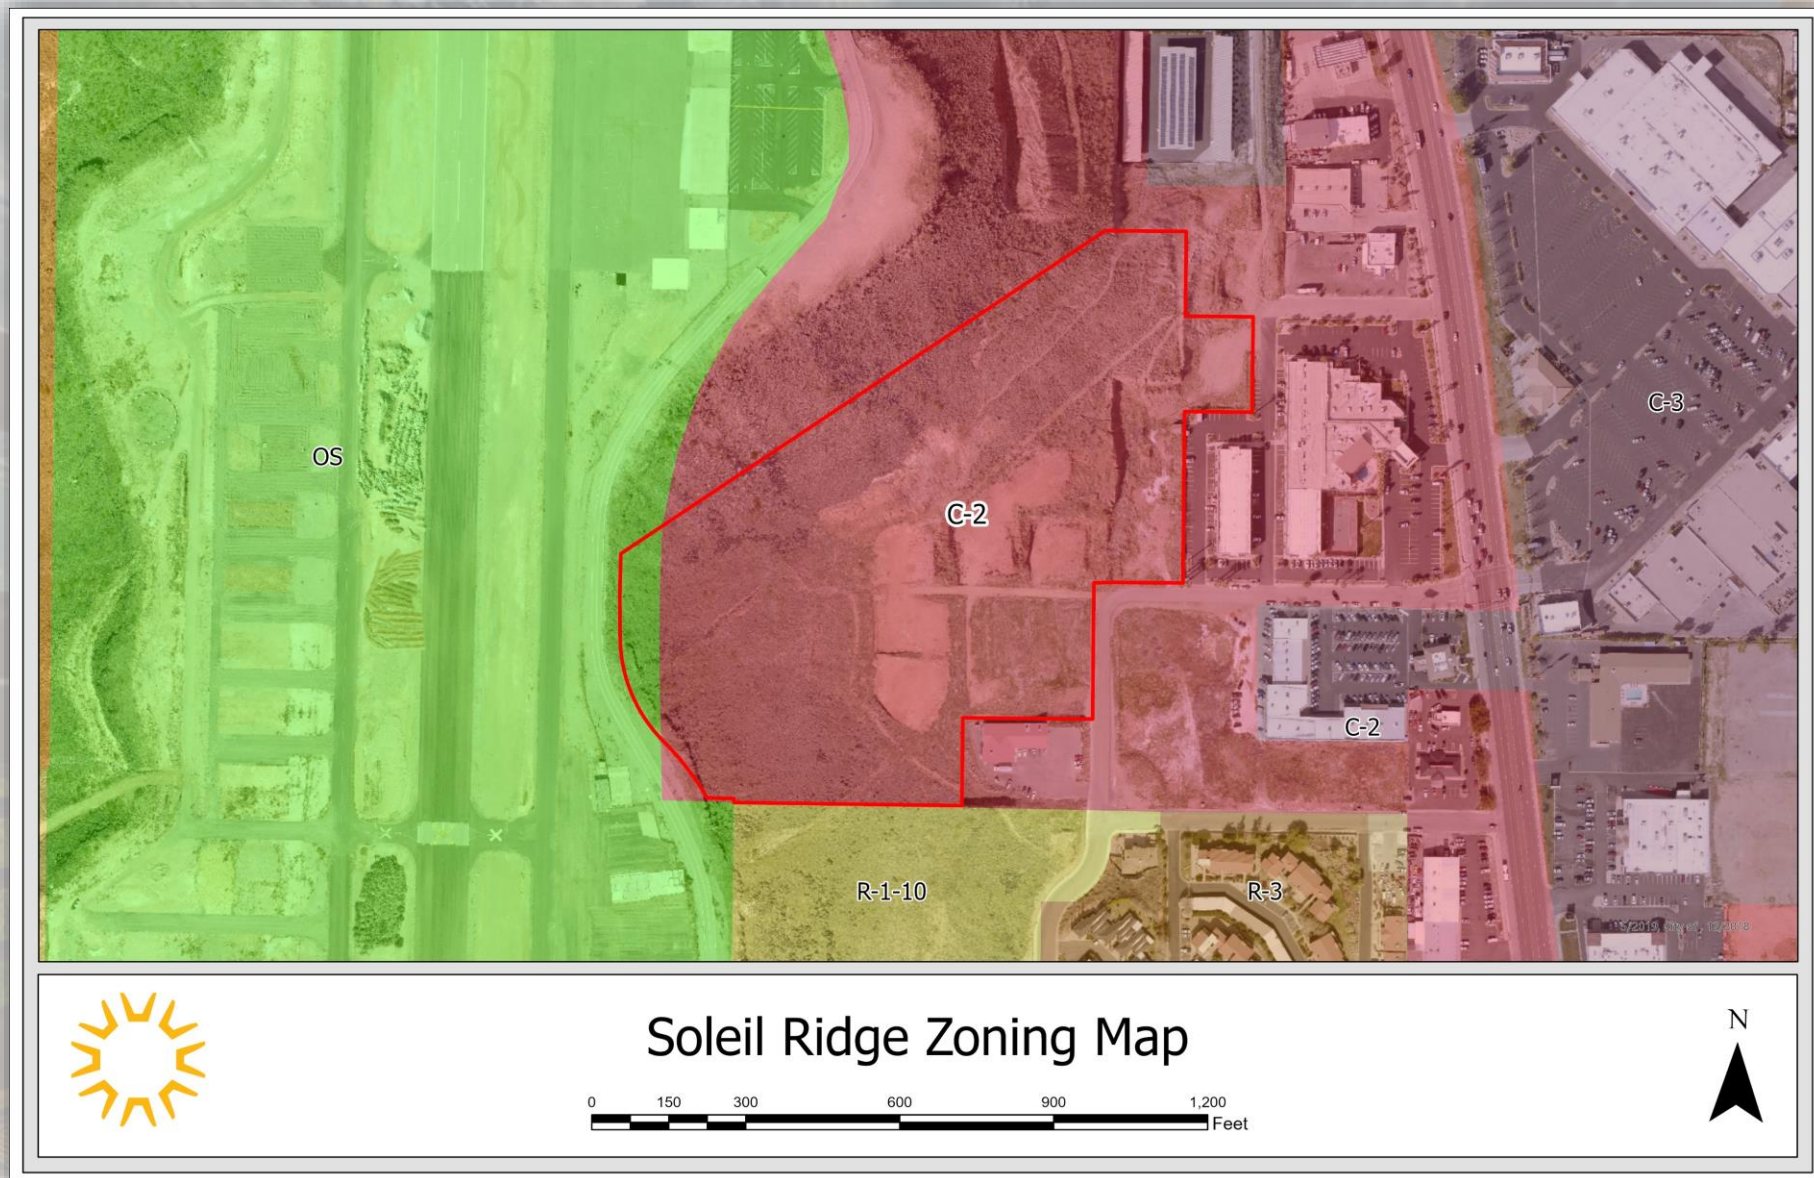 OS
C-2
C-3
C-2
R-1-10
R-3
Soleil Ridge Zoning Map
0 150 300 600 900 1,200
Feet
N